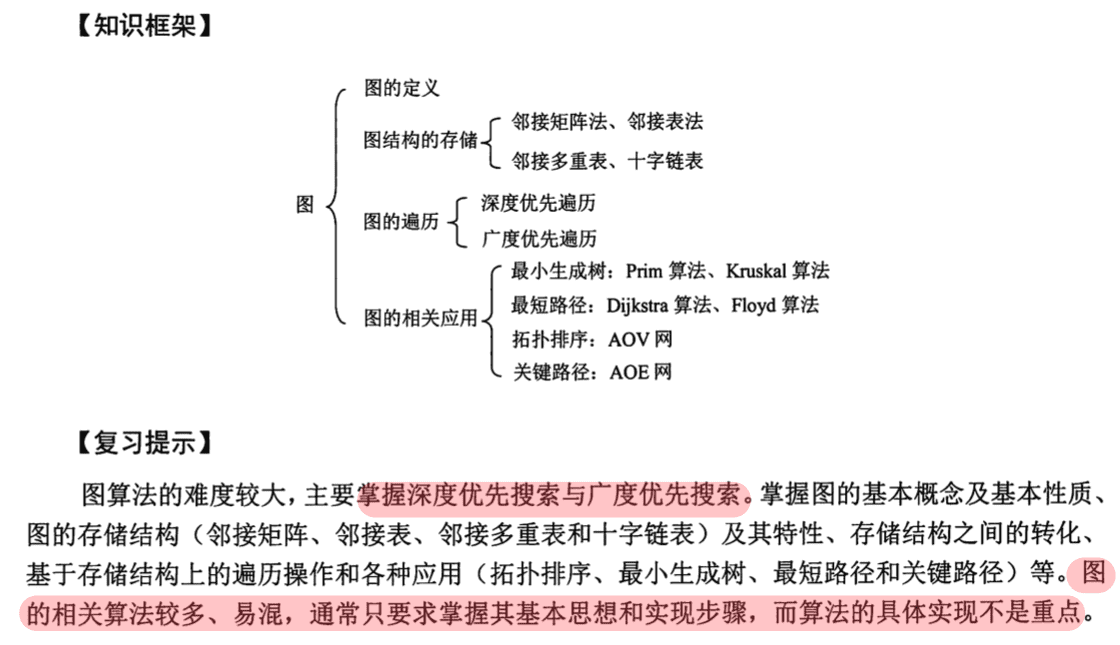 【知识框架】
图的定义
图结构的存储
邻接矩阵法、邻接表法
邻接多重表、十字链表
图
图的遍历
深度优先遍历
广度优先遍历
图的相关应用
最小生成树：Prim 算法、Kruskal 算法
最短路径：Dijkstra 算法、Floyd 算法
拓扑排序：AOV 网
关键路径：AOE 网
【复习提示】
图算法的难度较大，主要掌握深度优先搜索与广度优先搜索。掌握图的基本概念及基本性质、
图的存储结构（邻接矩阵、邻接表、邻接多重表和十字链表）及其特性、存储结构之间的转化、
基于存储结构上的遍历操作和各种应用（拓扑排序、最小生成树、最短路径和关键路径）等。图
的相关算法较多、易混，通常只要求掌握其基本思想和实现步骤，而算法的具体实现不是重点。